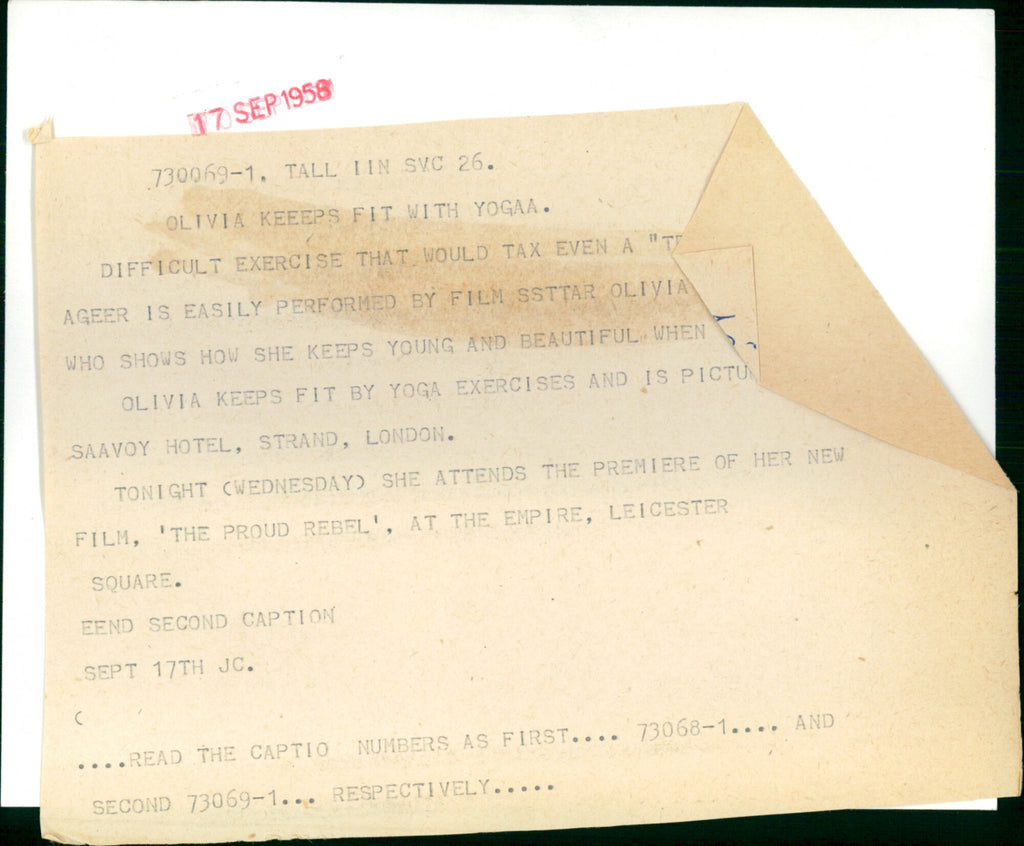 17 SEP 1958
730069-1. TALL IIN SVC 26.
OLIVIA KEEEPS FIT WITH YOGAA.
DIFFICULT EXERCISE THAT WOULD TAX EVEN A "TE
AGEER IS EASILY PERFORMED BY FILM SSTTAR OLIVIA
WHO SHOWS HOW SHE KEEPS YOUNG AND BEAUTIFUL WHEN
OLIVIA KEEPS FIT BY YOGA EXERCISES AND IS PICTU
SAAVOY HOTEL, STRAND, LONDON.
TONIGHT (WEDNESDAY) SHE ATTENDS THE PREMIERE OF HER NEW
FILM, 'THE PROUD REBEL', AT THE EMPIRE, LEICESTER
SQUARE.
EEND SECOND CAPTION
SEPT 17TH JC.
(
....READ THE CAPTIO NUMBERS AS FIRST.... 73068-1.... AND
SECOND 73069-1... RESPECTIVELY.....